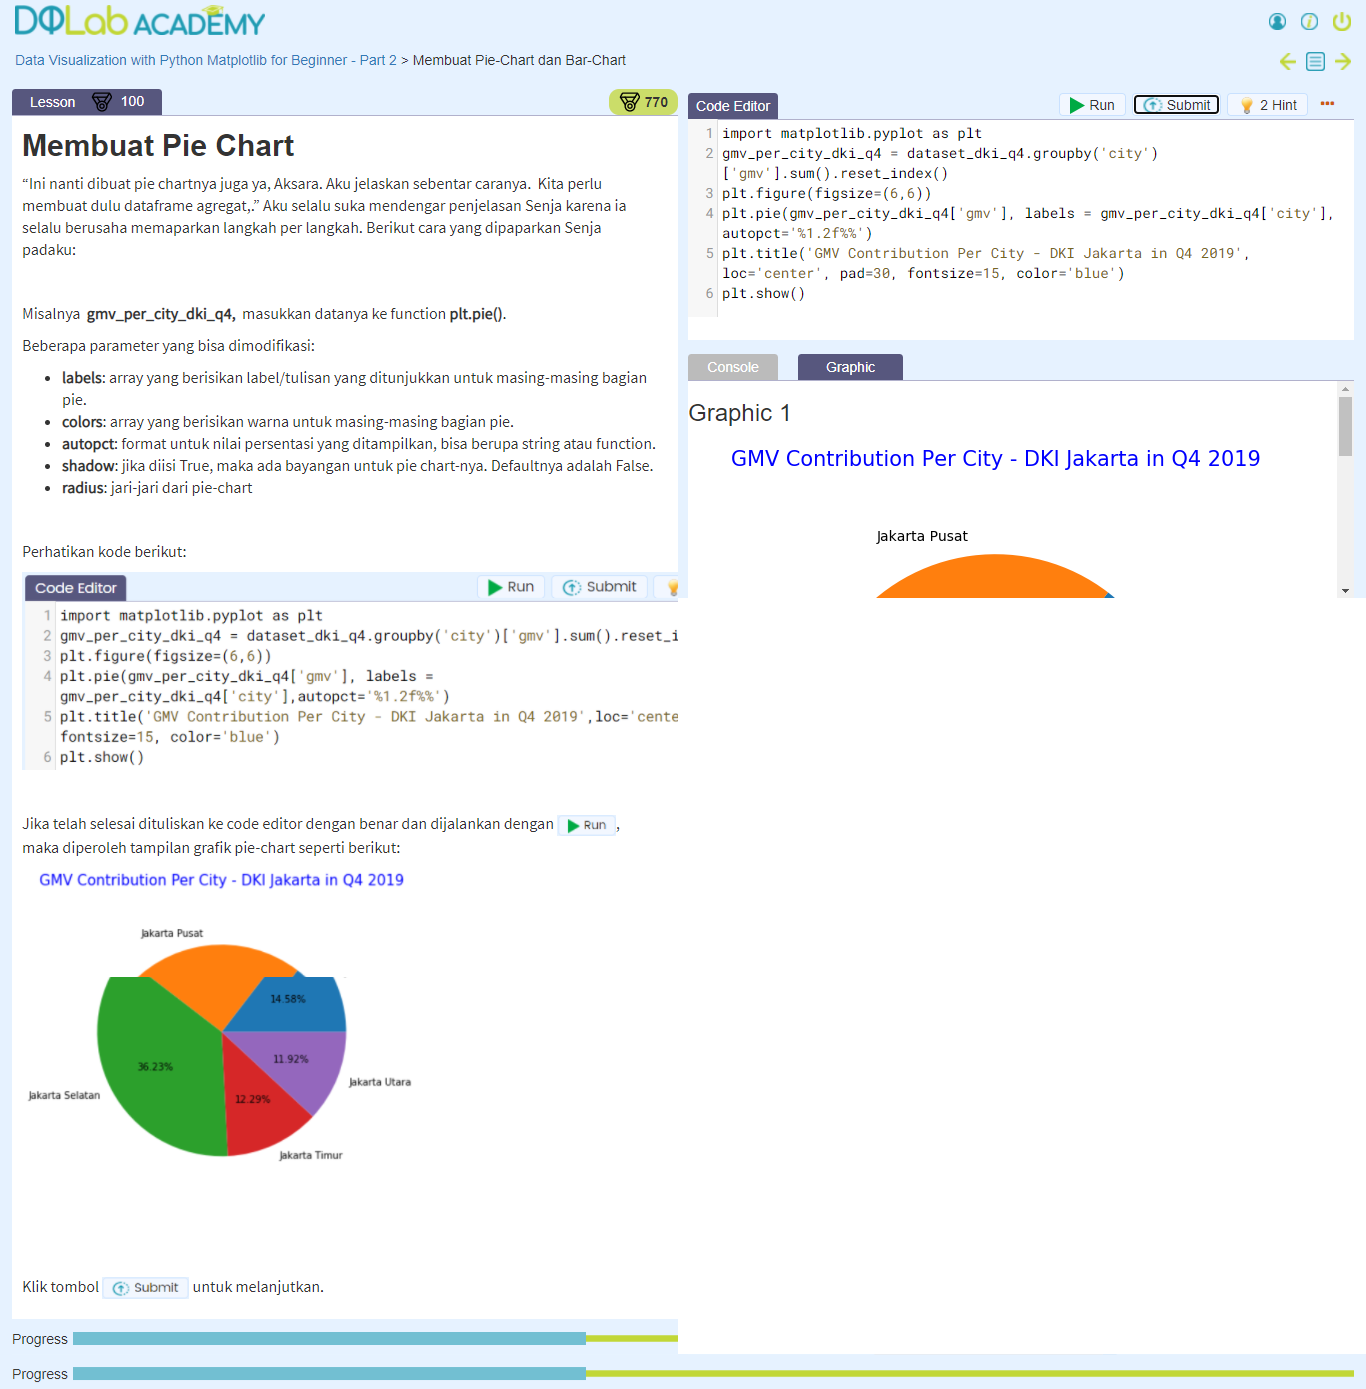 DQLab ACADEMY
Data Visualization with Python Matplotlib for Beginner - Part 2 > Membuat Pie-Chart dan Bar-Chart
Lesson 100
770
Membuat Pie Chart
“Ini nanti dibuat pie chartnya juga ya, Aksara. Aku jelaskan sebentar caranya. Kita perlu
membuat dulu dataframe agregat,.” Aku selalu suka mendengar penjelasan Senja karena ia
selalu berusaha memaparkan langkah per langkah. Berikut cara yang dipaparkan Senja
padaku:
Misalnya gmv_per_city_dki_q4, masukkan datanya ke function plt.pie().
Beberapa parameter yang bisa dimodifikasi:
• labels: array yang berisikan label/tulisan yang ditunjukkan untuk masing-masing bagian
pie.
• colors: array yang berisikan warna untuk masing-masing bagian pie.
• autopct: format untuk nilai persentasi yang ditampilkan, bisa berupa string atau function.
• shadow: jika diisi True, maka ada bayangan untuk pie chart-nya. Defaultnya adalah False.
• radius: jari-jari dari pie-chart
Perhatikan kode berikut:
Code Editor Run Submit
1 import matplotlib.pyplot as plt
2 gmv_per_city_dki_q4 = dataset_dki_q4.groupby('city')['gmv'].sum().reset_i
3 plt.figure(figsize=(6,6))
4 plt.pie(gmv_per_city_dki_q4['gmv'], labels =
gmv_per_city_dki_q4['city'],autopct='%1.2f%%')
5 plt.title('GMV Contribution Per City - DKI Jakarta in Q4 2019',loc='cente
fontsize=15, color='blue')
6 plt.show()
Jika telah selesai dituliskan ke code editor dengan benar dan dijalankan dengan Run ,
maka diperoleh tampilan grafik pie-chart seperti berikut:
GMV Contribution Per City - DKI Jakarta in Q4 2019
Jakarta Pusat
14.58%
11.92%
36.23%
Jakarta Utara
Jakarta Selatan
12.29%
Jakarta Timur
Klik tombol Submit untuk melanjutkan.
Progress
Progress
Code Editor Run Submit 2 Hint
1 import matplotlib.pyplot as plt
2 gmv_per_city_dki_q4 = dataset_dki_q4.groupby('city')
['gmv'].sum().reset_index()
3 plt.figure(figsize=(6,6))
4 plt.pie(gmv_per_city_dki_q4['gmv'], labels = gmv_per_city_dki_q4['city'],
autopct='%1.2f%%')
5 plt.title('GMV Contribution Per City - DKI Jakarta in Q4 2019',
loc='center', pad=30, fontsize=15, color='blue')
6 plt.show()
Console Graphic
Graphic 1
GMV Contribution Per City - DKI Jakarta in Q4 2019
Jakarta Pusat